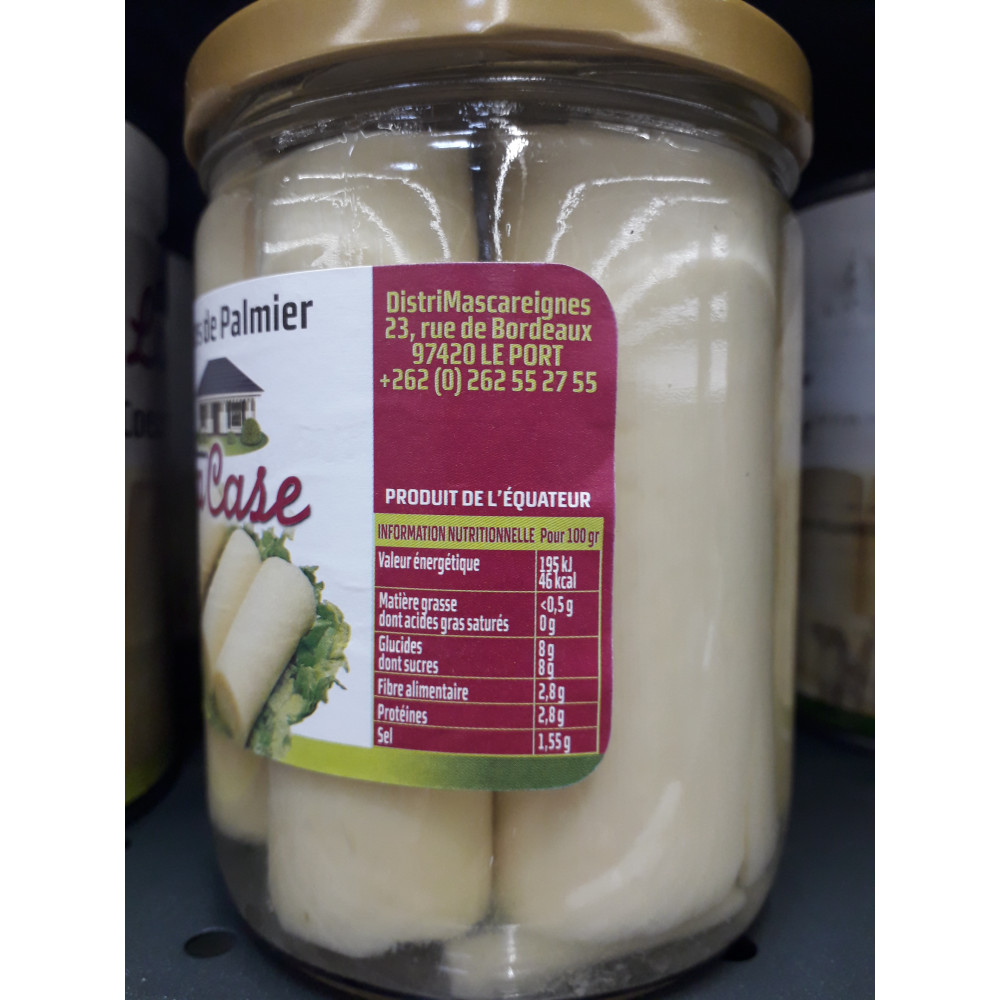 de Palmier
Case
DistriMascareignes
23, rue de Bordeaux
97420 LE PORT
+262 (0) 262 55 27 55
PRODUIT DE L'ÉQUATEUR
INFORMATION NUTRITIONNELLE Pour 100 gr
Valeur énergétique 195 kJ
46 kcal
Matière grasse <0,5 g
dont acides gras saturés 0 g
Glucides 8 g
dont sucres 8 g
Fibre alimentaire 2,8 g
Protéines 2,8 g
Sel 1,55 g